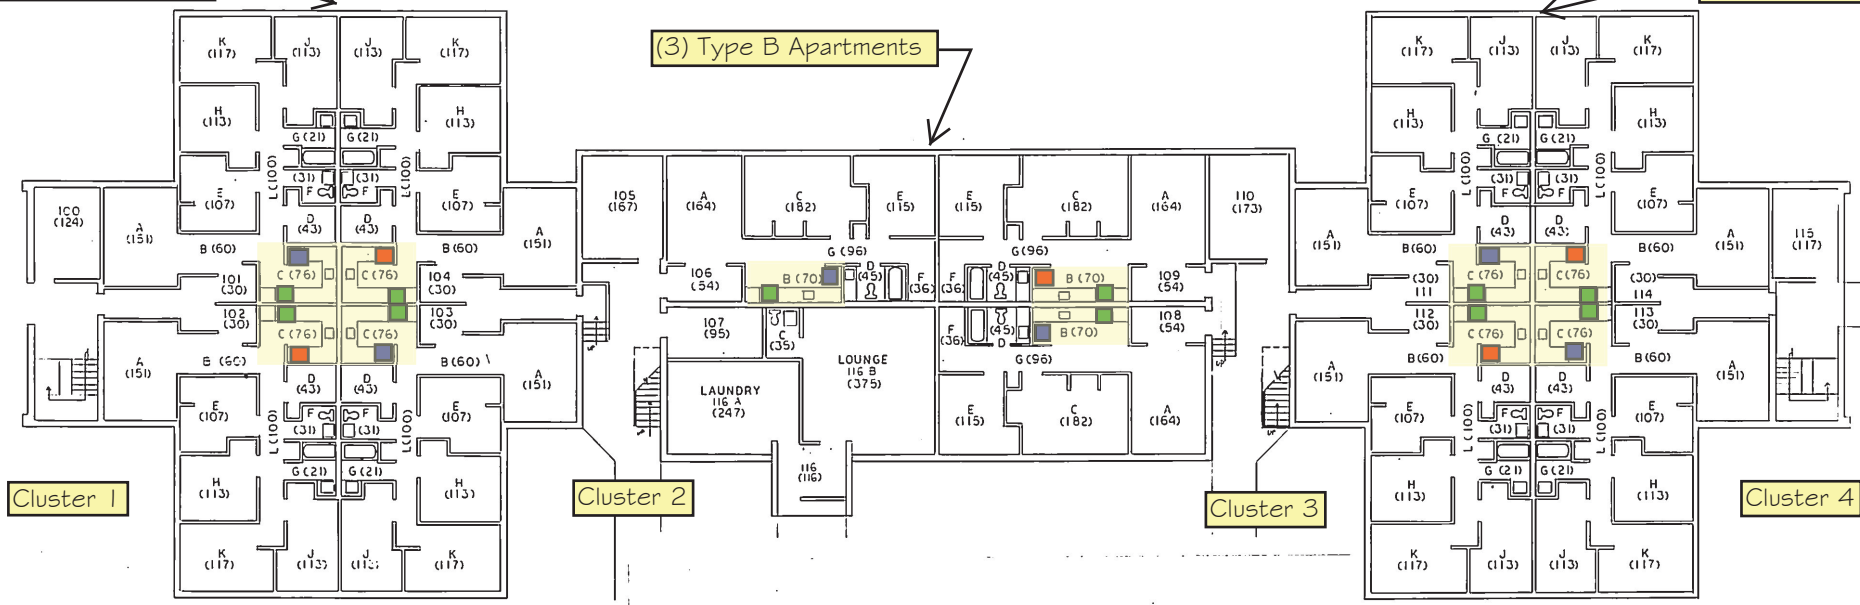 (3) Type B Apartments
K
(117)
J
(113)
J
(113)
K
(117)
H
(113)
H
(113)
G (21)
G (21)
(31)
(31)
F
F
L (100)
L (100)
E
(107)
E
(107)
D
(43)
D
(43)
100
(124)
A
(151)
B (60)
B (60)
A
(151)
C (76)
C (76)
101
(30)
104
(30)
102
(30)
103
(30)
C (76)
C (76)
A
(151)
B (60)
B (60)
A
(151)
D
(43)
D
(43)
E
(107)
E
(107)
F
F
(31)
(31)
L (100)
L (100)
G (21)
G (21)
H
(113)
H
(113)
K
(117)
J
(113)
J
(113)
K
(117)
Cluster 1
105
(167)
A
(164)
C
(182)
E
(115)
E
(115)
C
(182)
A
(164)
110
(173)
G (96)
G (96)
106
(54)
B (70)
D
(45)
F
(36)
F
(36)
D
(45)
B (70)
109
(54)
107
(95)
C
(35)
LOUNGE
116 B
(375)
F
(36)
(45)
D
B (70)
108
(54)
G (96)
LAUNDRY
116 A
(247)
E
(115)
C
(182)
A
(164)
116
(116)
UP
UP
UP
UP
Cluster 2
Cluster 3
K
(117)
J
(113)
J
(113)
K
(117)
H
(113)
H
(113)
G (21)
G (21)
(31)
(31)
F
F
L (100)
L (100)
E
(107)
E
(107)
D
(43)
D
(43)
A
(151)
B (60)
B (60)
A
(151)
115
(117)
C (76)
C (76)
(30)
111
(30)
114
112
(30)
113
(30)
C (76)
C (76)
A
(151)
B (60)
B (60)
A
(151)
D
(43)
D
(43)
E
(107)
E
(107)
F
F
(31)
(31)
L (100)
L (100)
G (21)
G (21)
H
(113)
H
(113)
K
(117)
J
(113)
J
(113)
K
(117)
Cluster 4